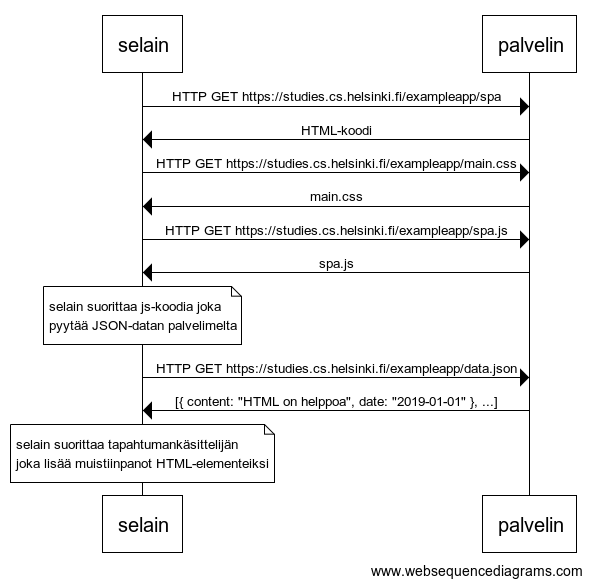 selain palvelin
HTTP GET https://studies.cs.helsinki.fi/exampleapp/spa
HTML-koodi
HTTP GET https://studies.cs.helsinki.fi/exampleapp/main.css
main.css
HTTP GET https://studies.cs.helsinki.fi/exampleapp/spa.js
spa.js
selain suorittaa js-koodia joka
pyytää JSON-datan palvelimelta
HTTP GET https://studies.cs.helsinki.fi/exampleapp/data.json
[{ content: "HTML on helppoa", date: "2019-01-01" }, ...]
selain suorittaa tapahtumankäsittelijän
joka lisää muistiinpanot HTML-elementeiksi
selain palvelin
www.websequencediagrams.com